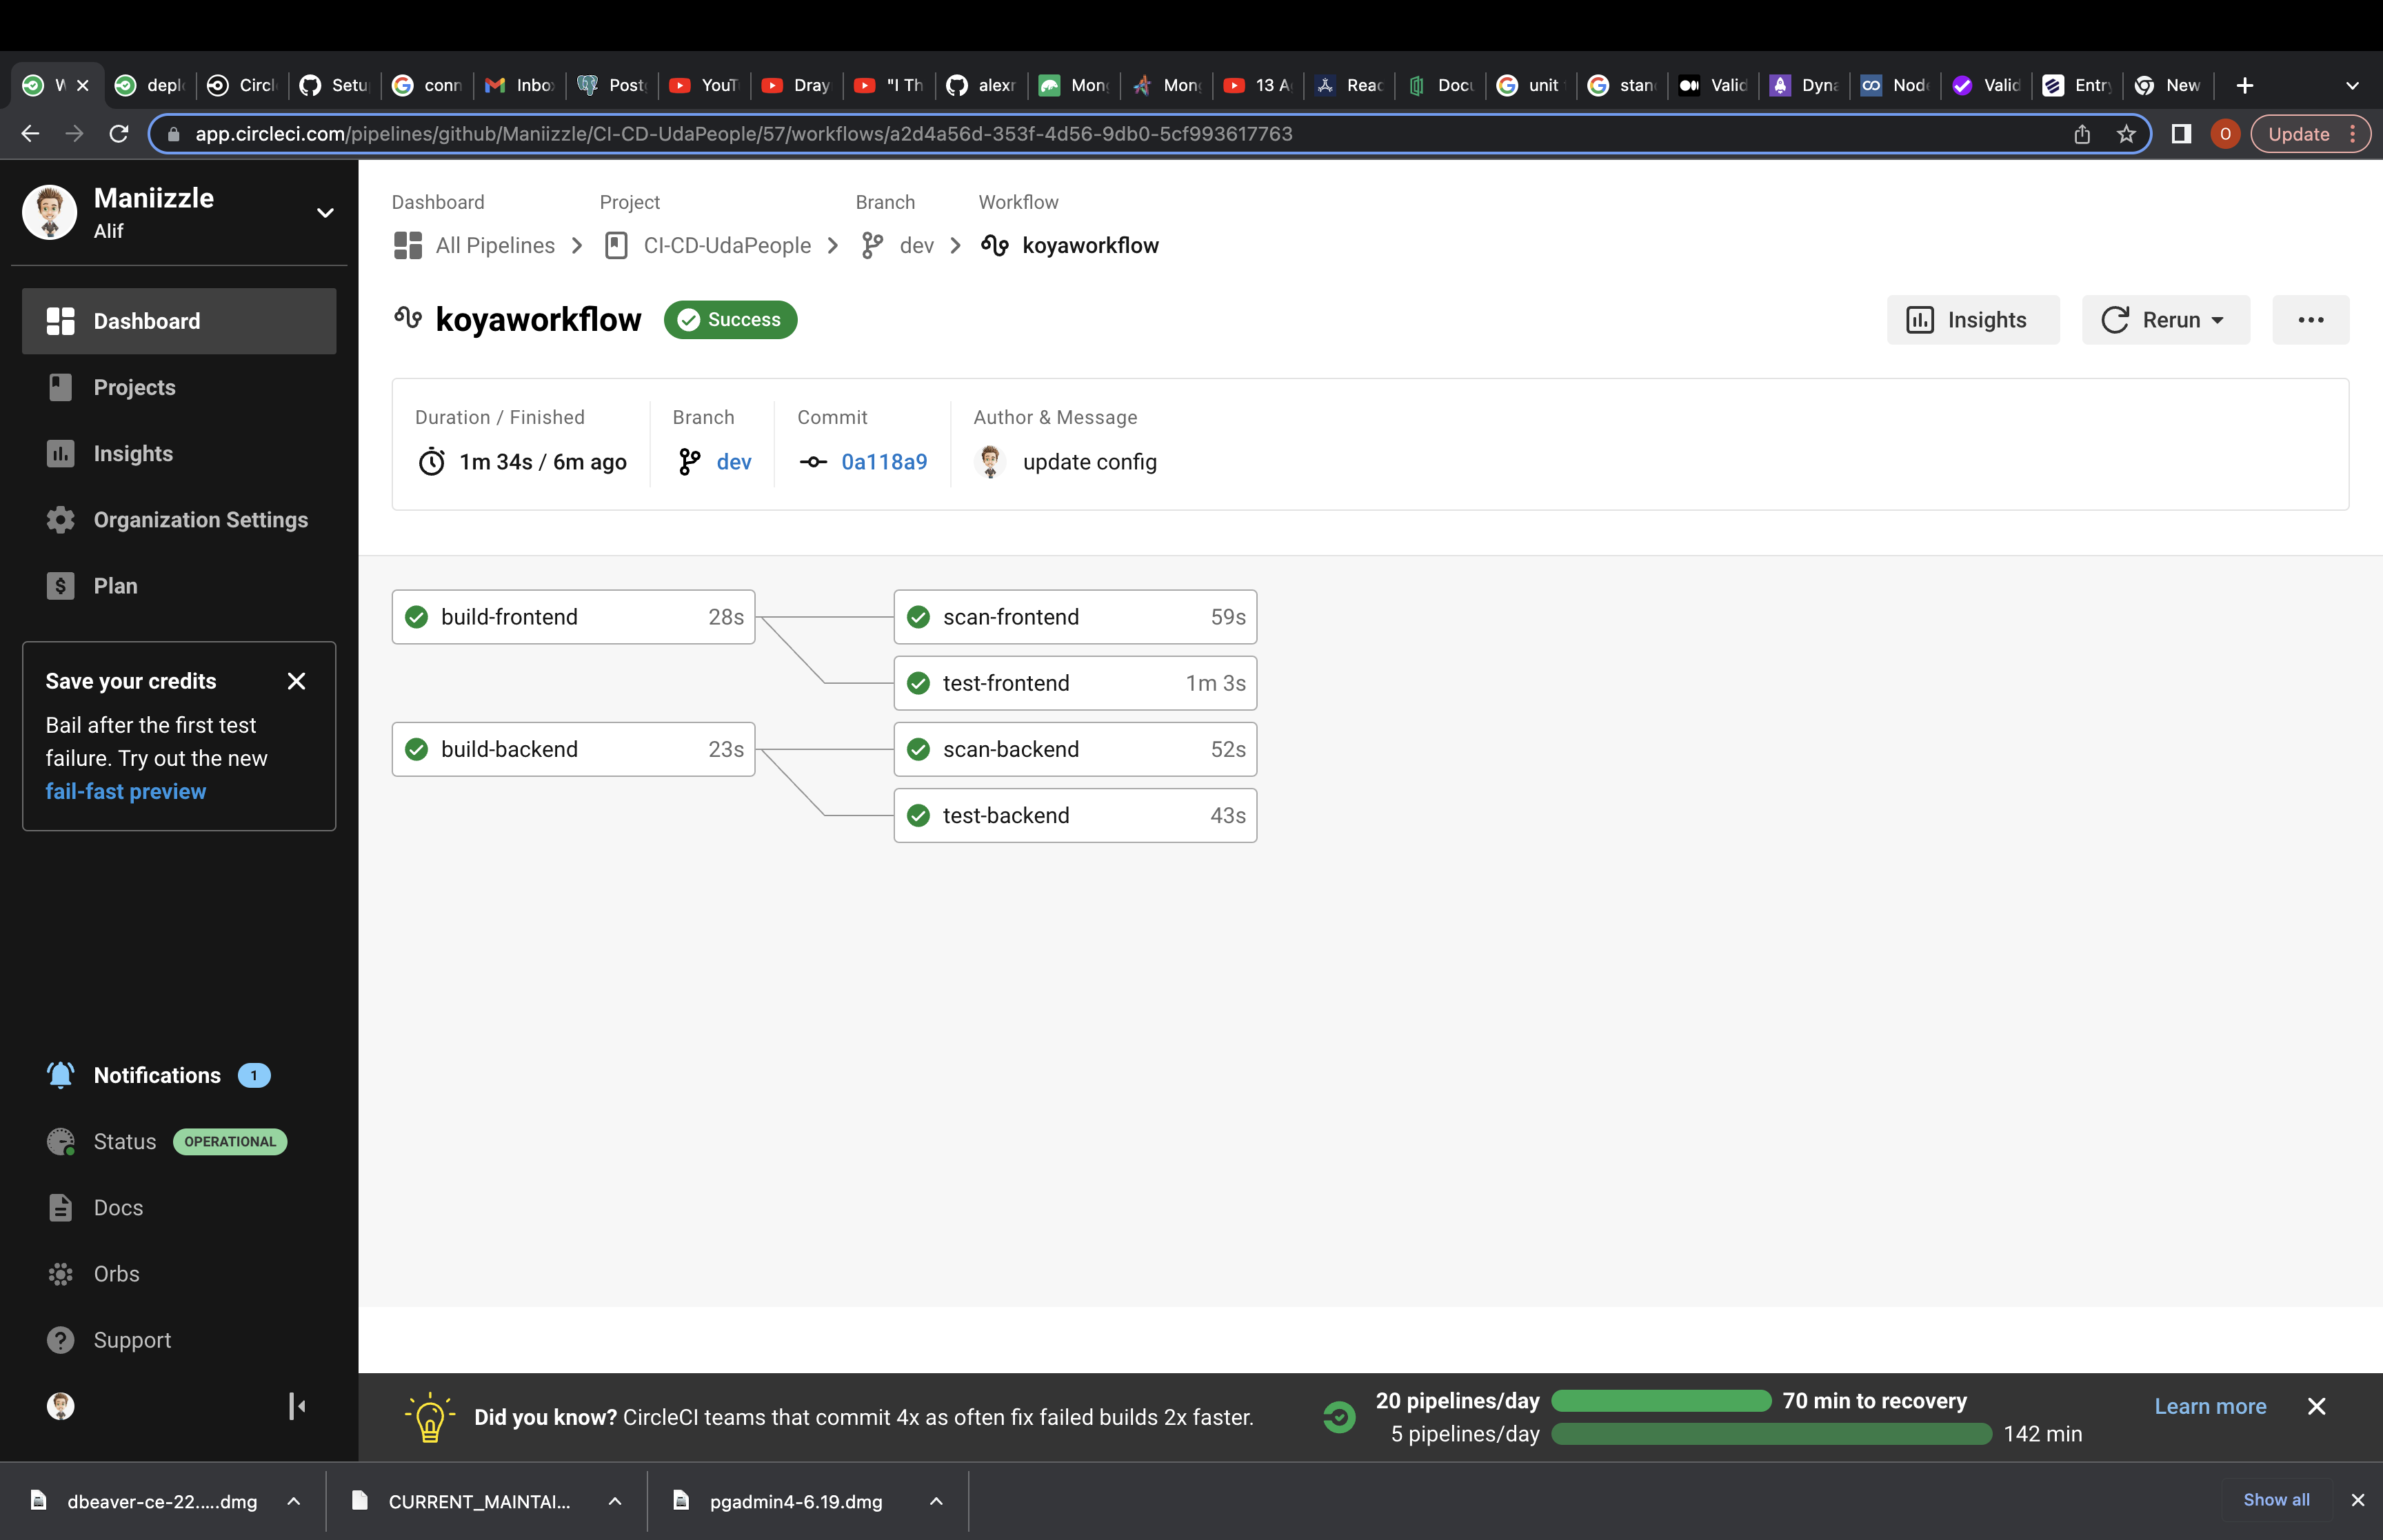 W
depl
Circl
Setu
conn
Inbo
Post
YouT
Dray
"I Th
alexr
Mong
Mong
13 A
Reac
Docu
unit
stan
Valid
Dyna
Node
Valid
Entry
New
app.circleci.com/pipelines/github/Maniizzle/CI-CD-UdaPeople/57/workflows/a2d4a56d-353f-4d56-9db0-5cf993617763
O
Update
Maniizzle
Alif
Dashboard
Projects
Insights
Organization Settings
Plan
Save your credits
Bail after the first test
failure. Try out the new
fail-fast preview
Notifications 1
Status OPERATIONAL
Docs
Orbs
Support
Dashboard Project Branch Workflow
All Pipelines CI-CD-UdaPeople dev koyaworkflow
koyaworkflow Success
Insights Rerun
Duration / Finished Branch Commit Author & Message
1m 34s / 6m ago dev 0a118a9 update config
build-frontend 28s
scan-frontend 59s
test-frontend 1m 3s
build-backend 23s
scan-backend 52s
test-backend 43s
Did you know? CircleCI teams that commit 4x as often fix failed builds 2x faster.
20 pipelines/day 70 min to recovery
5 pipelines/day 142 min
Learn more
dbeaver-ce-22.....dmg
CURRENT_MAINTAI...
pgadmin4-6.19.dmg
Show all